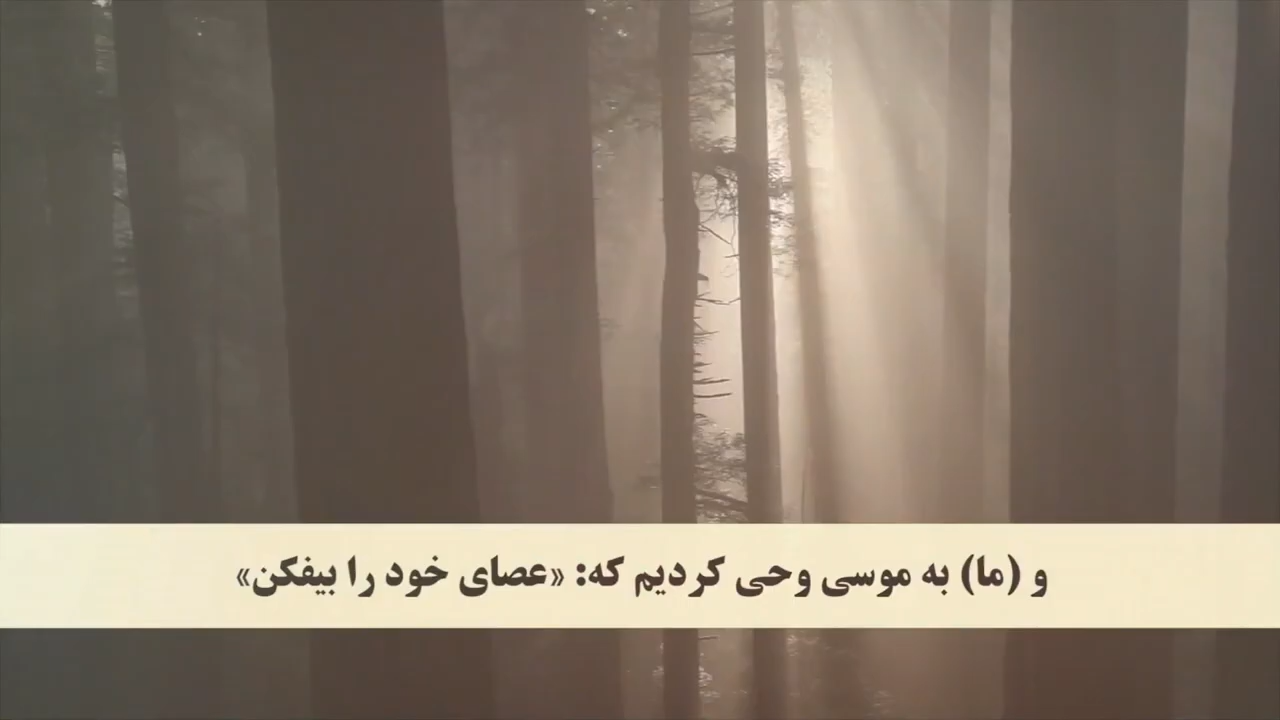 و (ما) به موسی وحی کردیم که: «عصای خود را بیفکن»